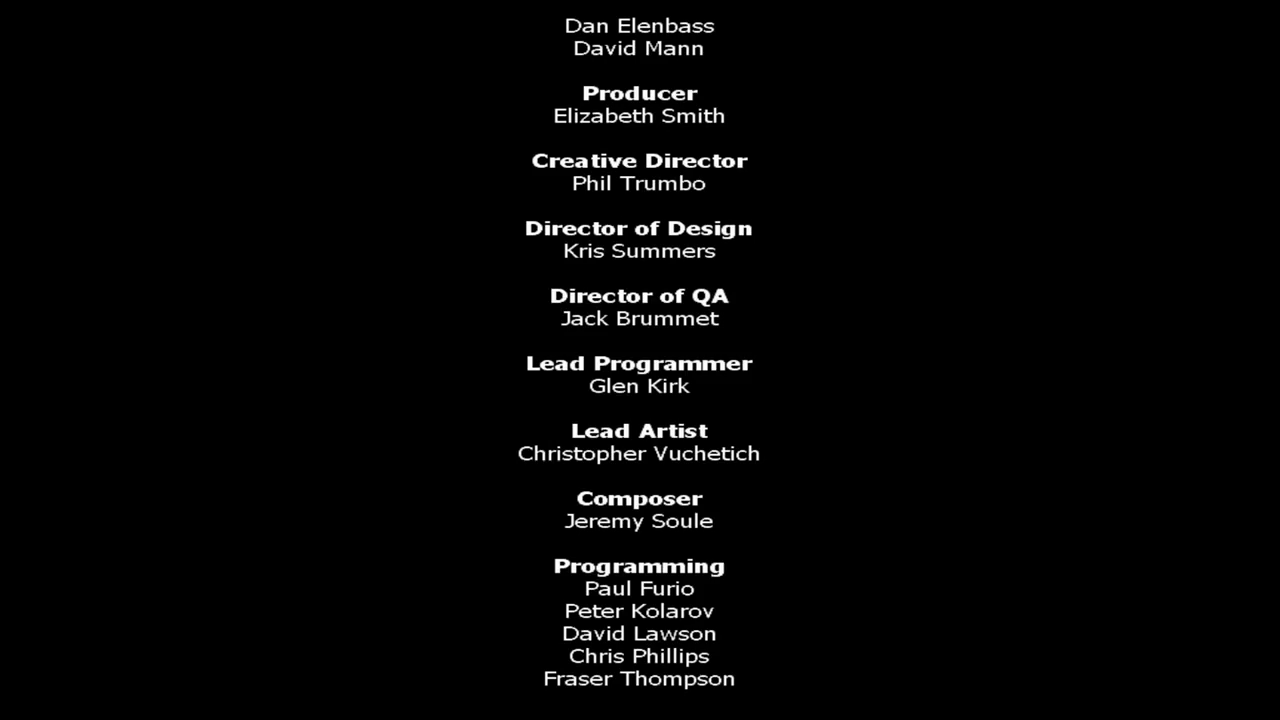 Dan Elenbass
David Mann
Producer
Elizabeth Smith
Creative Director
Phil Trumbo
Director of Design
Kris Summers
Director of QA
Jack Brummet
Lead Programmer
Glen Kirk
Lead Artist
Christopher Vuchetich
Composer
Jeremy Soule
Programming
Paul Furio
Peter Kolarov
David Lawson
Chris Phillips
Fraser Thompson